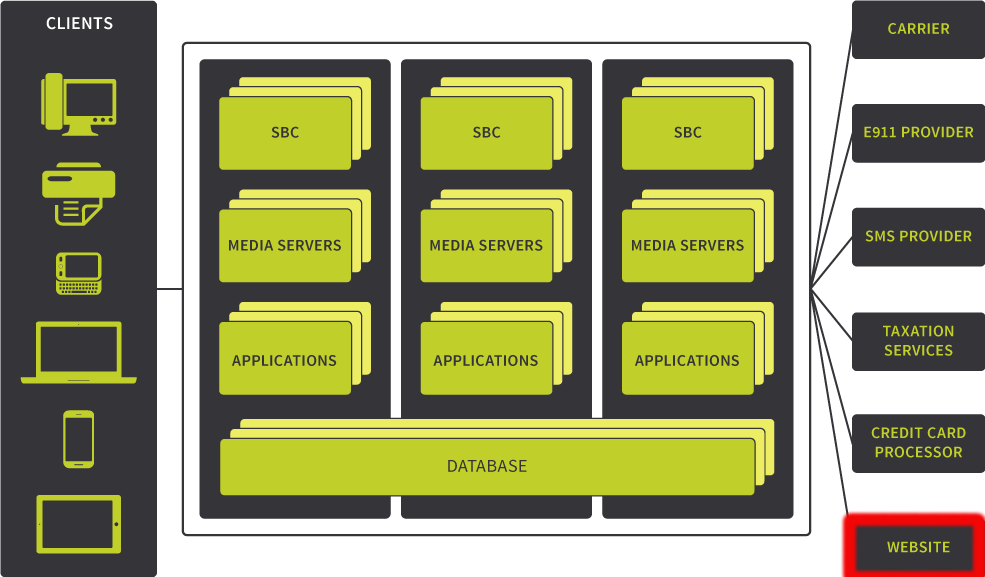 CLIENTS
SBC
SBC
SBC
MEDIA SERVERS
MEDIA SERVERS
MEDIA SERVERS
APPLICATIONS
APPLICATIONS
APPLICATIONS
DATABASE
CARRIER
E911 PROVIDER
SMS PROVIDER
TAXATION
SERVICES
CREDIT CARD
PROCESSOR
WEBSITE